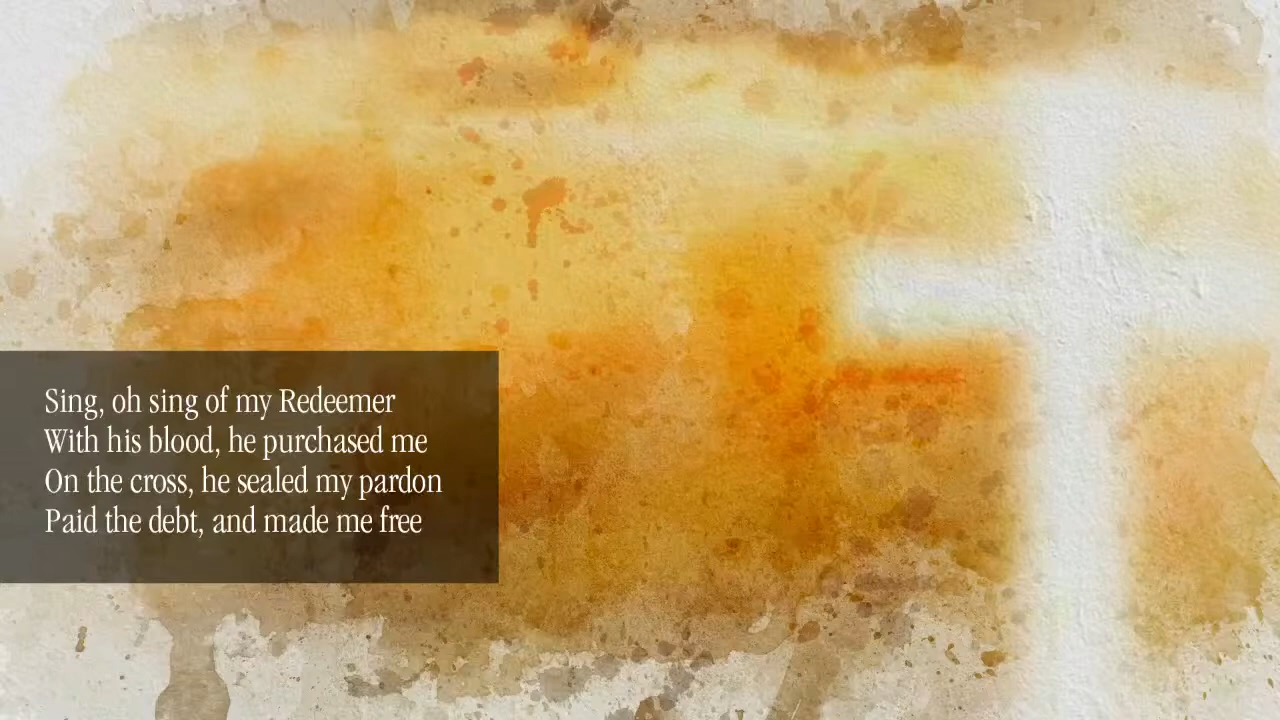 Sing, oh sing of my Redeemer
With his blood, he purchased me
On the cross, he sealed my pardon
Paid the debt, and made me free